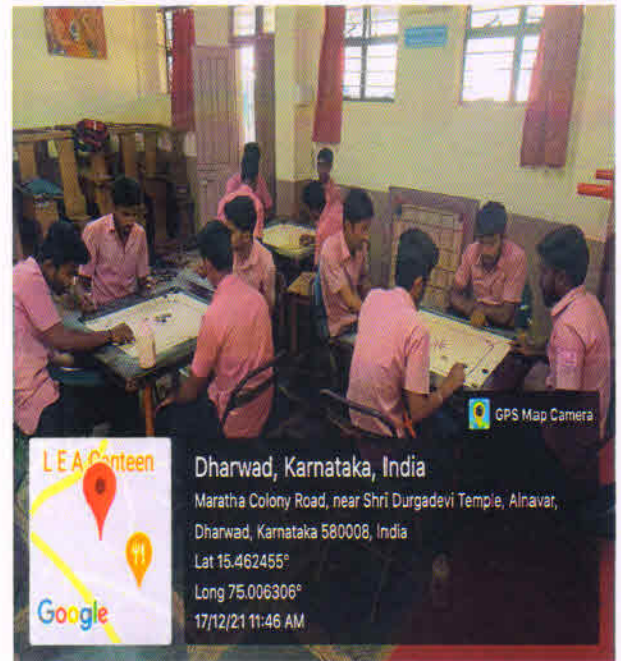 GPS Map Camera
L E A Canteen
Google
Dharwad, Karnataka, India
Maratha Colony Road, near Shri Durgadevi Temple, Alnavar,
Dharwad, Karnataka 580008, India
Lat 15.462455°
Long 75.006306°
17/12/21 11:46 AM